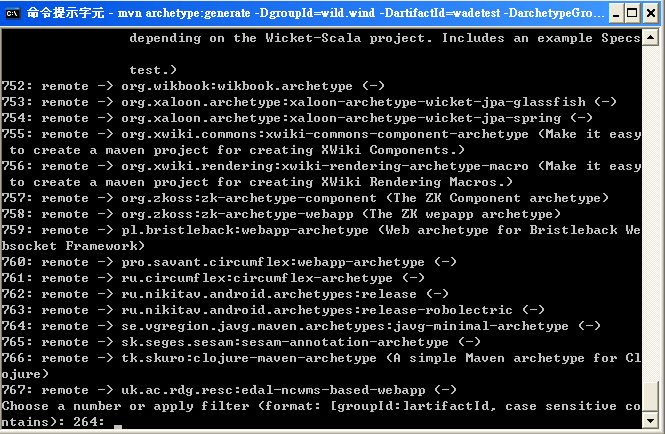 命令提示字元 - mvn archetype:generate -DgroupId=wild.wind -DartifactId=wadetest -DarchetypeGro...
depending on the Wicket-Scala project. Includes an example Specs
test.)
752: remote -> org.wikbook:wikbook.archetype (-)
753: remote -> org.xaloon.archetype:xaloon-archetype-wicket-jpa-glassfish (-)
754: remote -> org.xaloon.archetype:xaloon-archetype-wicket-jpa-spring (-)
755: remote -> org.xwiki.commons:xwiki-commons-component-archetype (Make it easy
 to create a maven project for creating XWiki Components.)
756: remote -> org.xwiki.rendering:xwiki-rendering-archetype-macro (Make it easy
 to create a maven project for creating XWiki Rendering Macros.)
757: remote -> org.zkoss:zk-archetype-component (The ZK Component archetype)
758: remote -> org.zkoss:zk-archetype-webapp (The ZK wepapp archetype)
759: remote -> pl.bristleback:webapp-archetype (Web archetype for Bristleback We
bsocket Framework)
760: remote -> pro.savant.circumflex:webapp-archetype (-)
761: remote -> ru.circumflex:circumflex-archetype (-)
762: remote -> ru.nikitav.android.archetypes:release (-)
763: remote -> ru.nikitav.android.archetypes:release-robolectric (-)
764: remote -> se.vgregion.javg.maven.archetypes:javg-minimal-archetype (-)
765: remote -> sk.seges.sesam:sesam-annotation-archetype (-)
766: remote -> tk.skuro:clojure-maven-archetype (A simple Maven archetype for Cl
ojure)
767: remote -> uk.ac.rdg.resc:edal-ncwms-based-webapp (-)
Choose a number or apply filter (format: [groupId:]artifactId, case sensitive co
ntains): 264: _